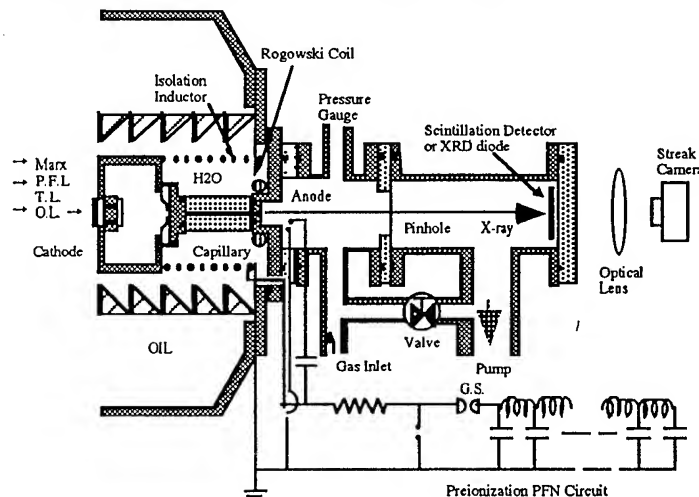 Rogowski Coil
Isolation
Inductor
Pressure
Gauge
Scintillation Detector
or XRD diode
Streak
Camera
→ Marx
→ P.F.L
→ T.L.
→ O.L. →
H2O
Anode
Cathode
Capillary
Pinhole
X-ray
Optical
Lens
OIL
Valve
Gas Inlet
Pump
G.S.
Preionization PFN Circuit